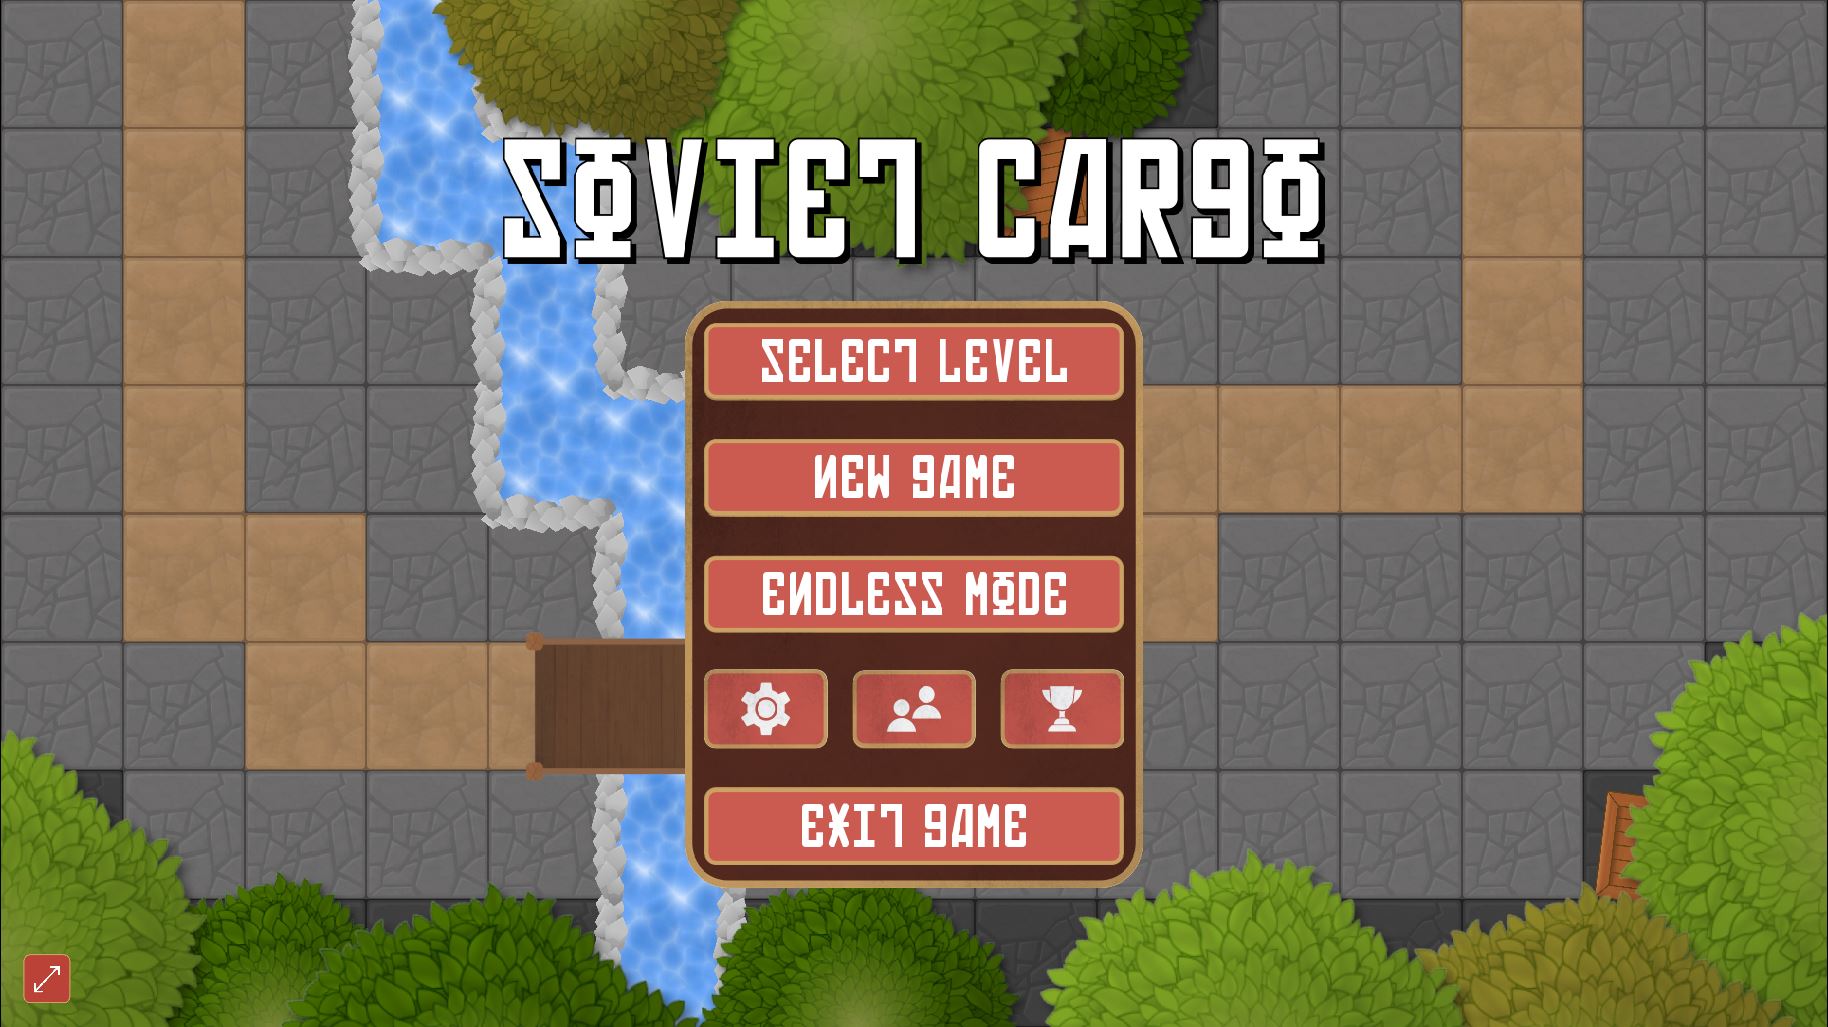 SOVIET CARGO
SELECT LEVEL
NEW GAME
ENDLESS MODE
EXIT GAME